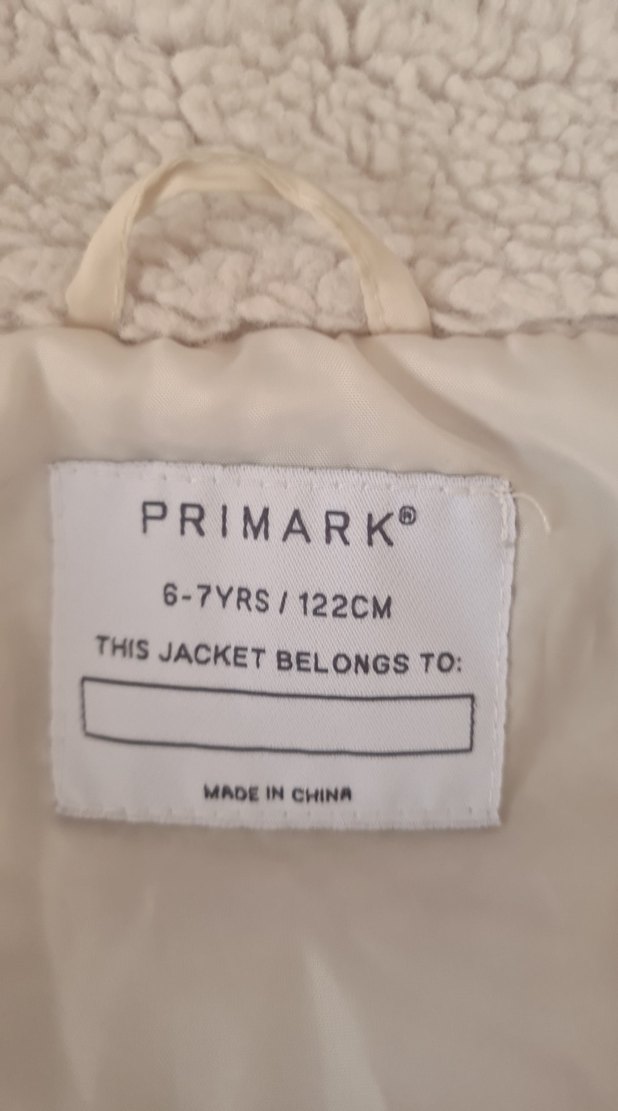 PRIMARK®
6-7YRS / 122CM
THIS JACKET BELONGS TO:
MADE IN CHINA